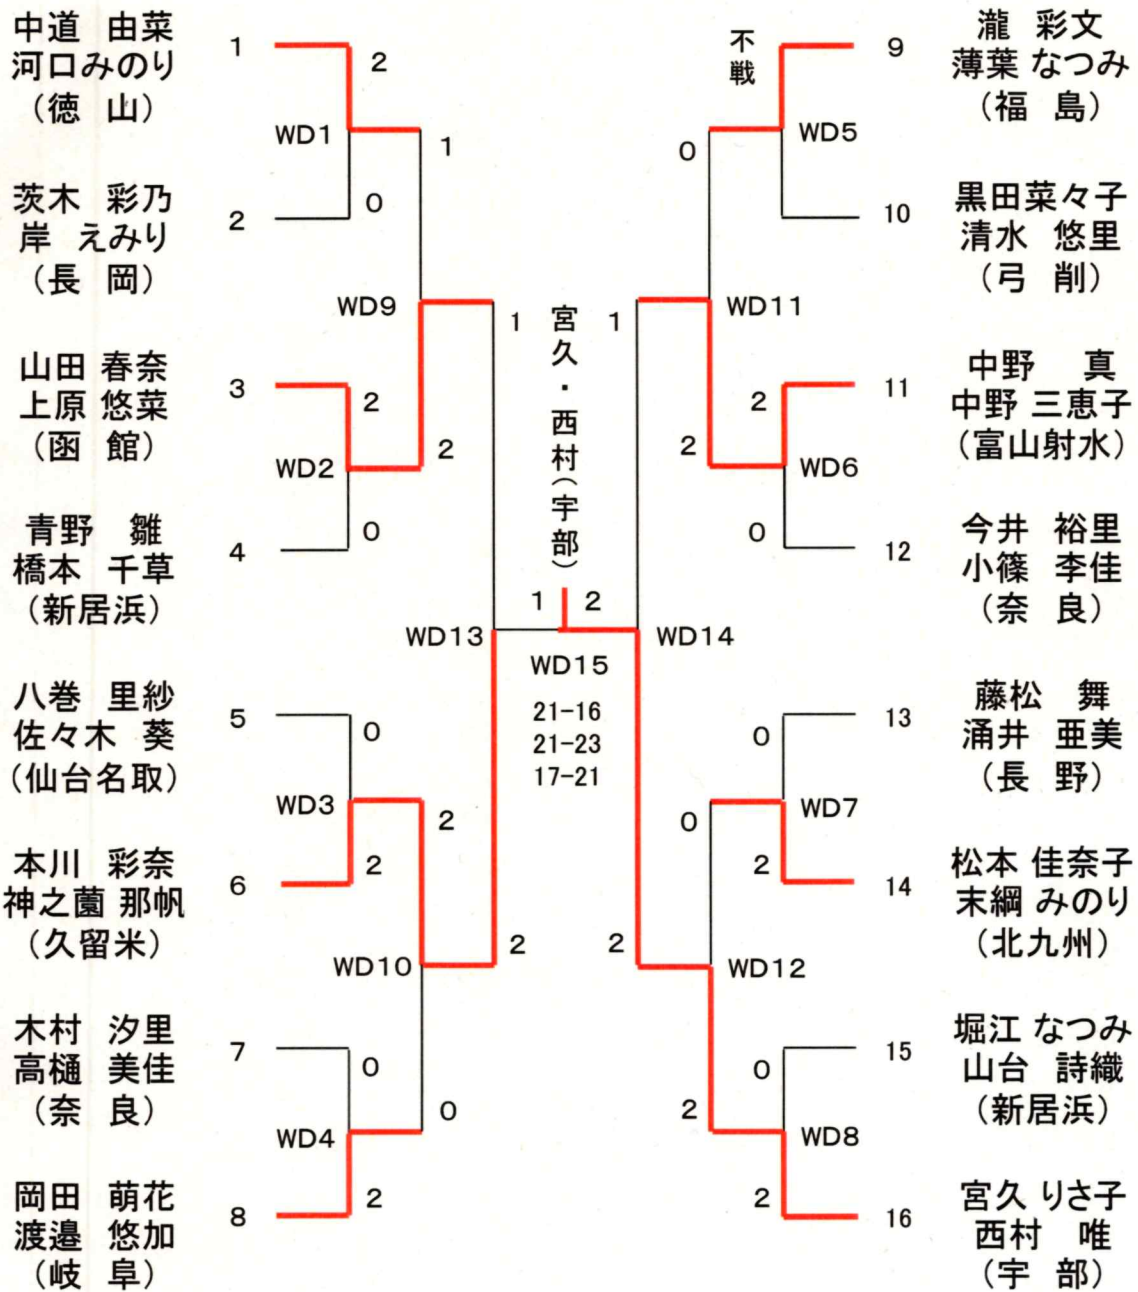 中道 由菜
河口みのり
(徳 山)
1
2
WD1
1
0
茨木 彩乃
岸 えみり
(長 岡)
2
WD9
1
山田 春奈
上原 悠菜
(函 館)
3
2
WD2
2
0
青野 雛
橋本 千草
(新居浜)
4
WD13
八巻 里紗
佐々木 葵
(仙台名取)
5
0
WD3
2
2
本川 彩奈
神之薗 那帆
(久留米)
6
WD10
2
木村 汐里
高樋 美佳
(奈 良)
7
0
WD4
0
2
岡田 萌花
渡邉 悠加
(岐 阜)
8
宮久・西村(宇部)
1
2
WD15
21-16
21-23
17-21
不戦
9
瀧 彩文
薄葉 なつみ
(福 島)
0
WD5
10
黒田菜々子
清水 悠里
(弓 削)
1
WD11
11
中野 真
中野 三恵子
(富山射水)
2
2
WD6
0
12
今井 裕里
小篠 李佳
(奈 良)
WD14
13
藤松 舞
涌井 亜美
(長 野)
0
0
WD7
2
14
松本 佳奈子
末綱 みのり
(北九州)
2
WD12
15
堀江 なつみ
山台 詩織
(新居浜)
0
2
WD8
2
16
宮久 りさ子
西村 唯
(宇 部)